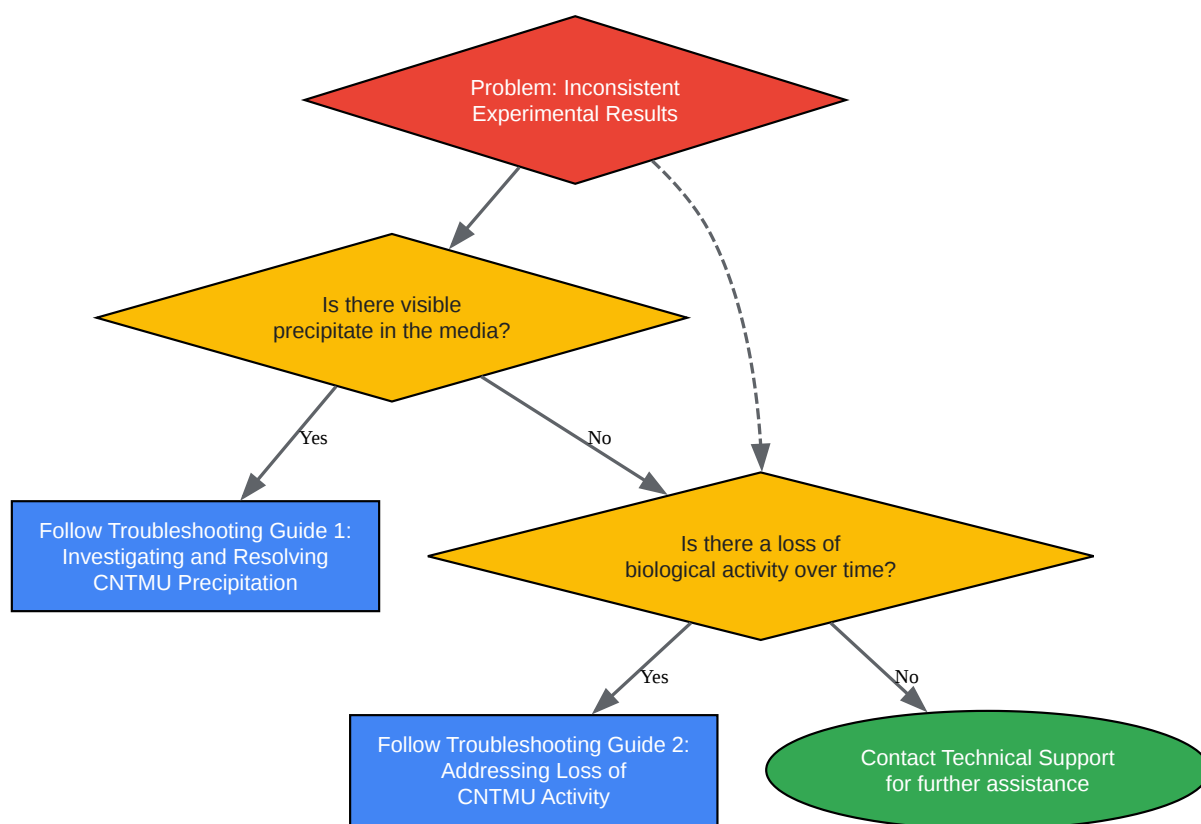 Problem: Inconsistent
Experimental Results
Is there visible
precipitate in the media?
Yes
No
Follow Troubleshooting Guide 1:
Investigating and Resolving
CNTMU Precipitation
Is there a loss of
biological activity over time?
Yes
No
Follow Troubleshooting Guide 2:
Addressing Loss of
CNTMU Activity
Contact Technical Support
for further assistance